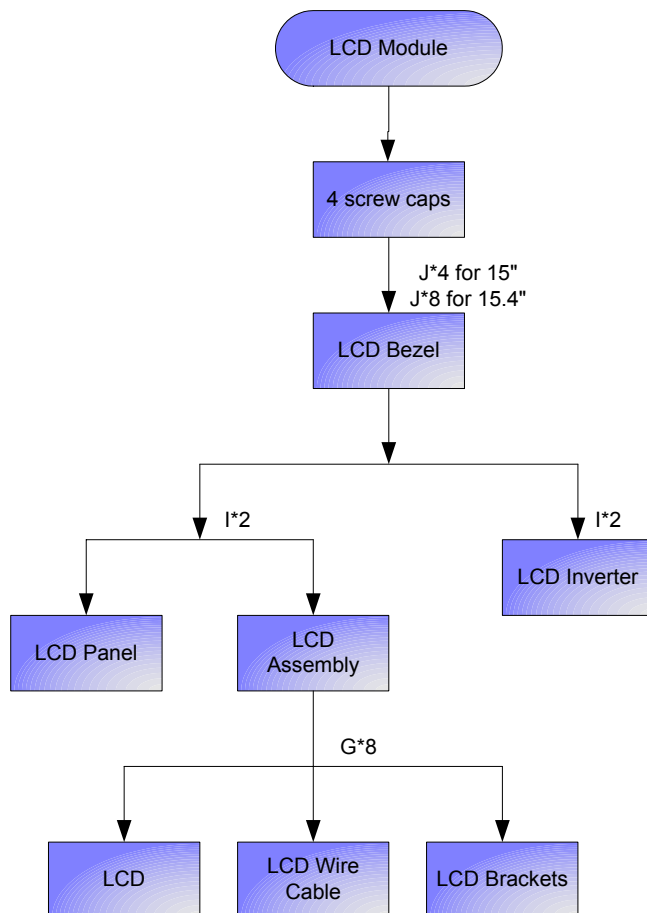 LCD Module
4 screw caps
J*4 for 15"
J*8 for 15.4"
LCD Bezel
I*2
I*2
LCD Inverter
LCD Panel
LCD
Assembly
G*8
LCD
LCD Wire
Cable
LCD Brackets